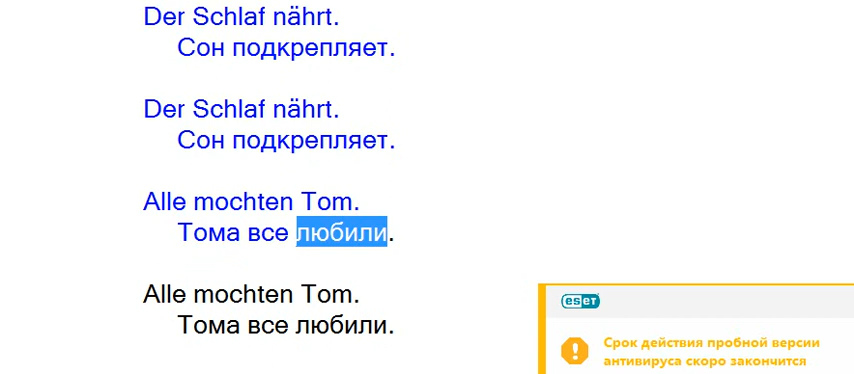 Der Schlaf nährt.
Сон подкрепляет.
Der Schlaf nährt.
Сон подкрепляет.
Alle mochten Tom.
Тома все любили.
Alle mochten Tom.
Тома все любили.
eset
Срок действия пробной версии
антивируса скоро закончится